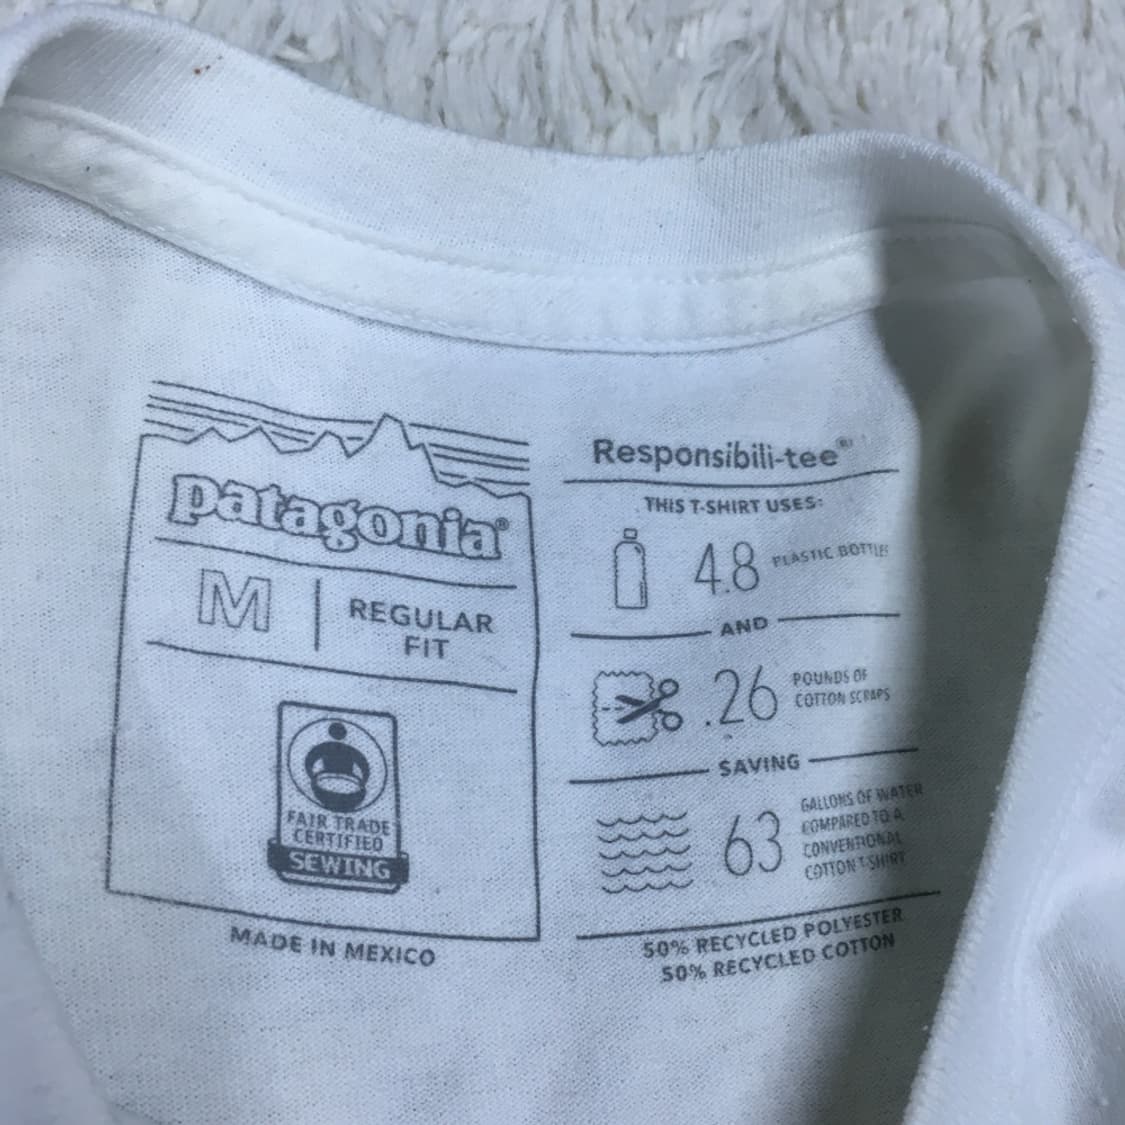 patagonia®
M
REGULAR
FIT
FAIR TRADE
CERTIFIED
SEWING
MADE IN MEXICO
Responsibili-tee®
THIS T-SHIRT USES:
4.8 PLASTIC BOTTLES
AND
.26 POUNDS OF
COTTON SCRAPS
SAVING
63 GALLONS OF WATER
COMPARED TO A
CONVENTIONAL
COTTON T-SHIRT
50% RECYCLED POLYESTER
50% RECYCLED COTTON